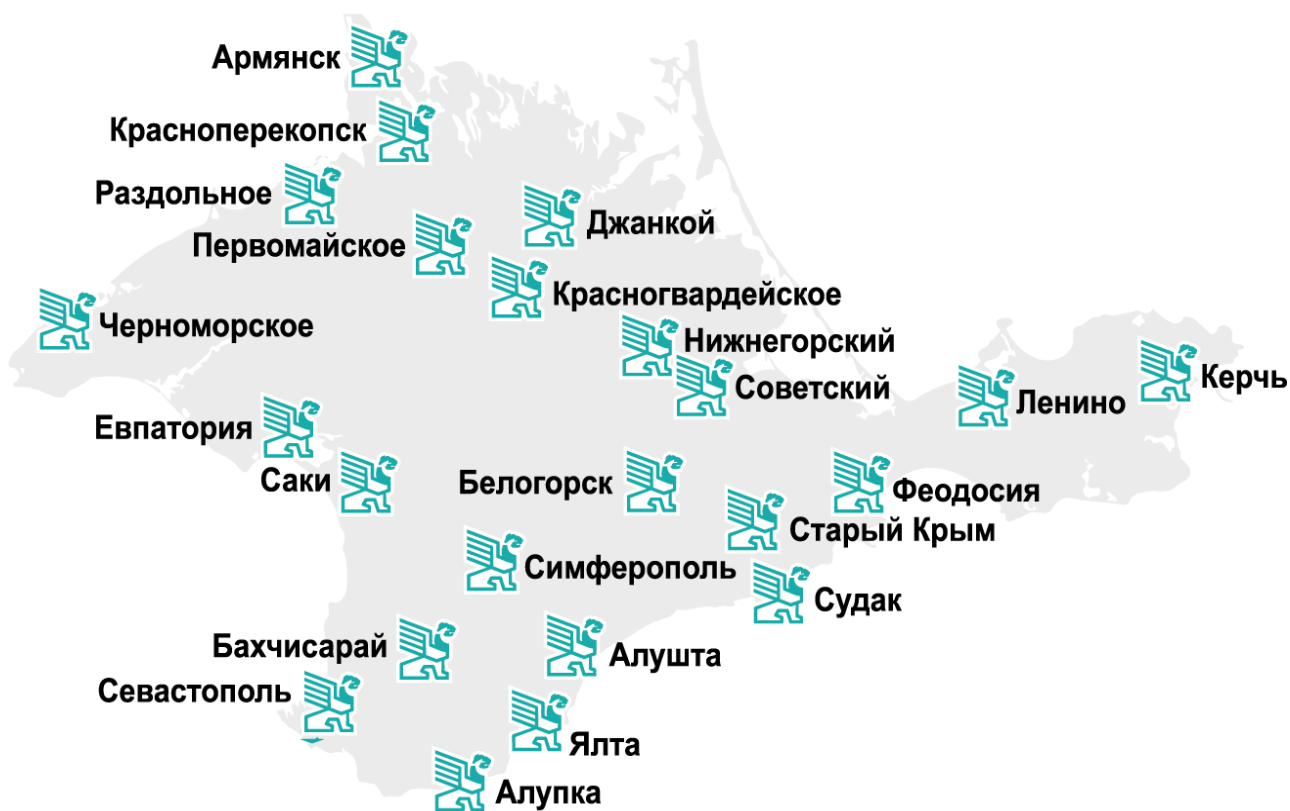 Армянск
Красноперекопск
Раздольное
Джанкой
Первомайское
Красногвардейское
Черноморское
Нижнегорский
Керчь
Советский
Ленино
Евпатория
Саки
Белогорск
Феодосия
Старый Крым
Симферополь
Судак
Бахчисарай
Алушта
Севастополь
Ялта
Алупка